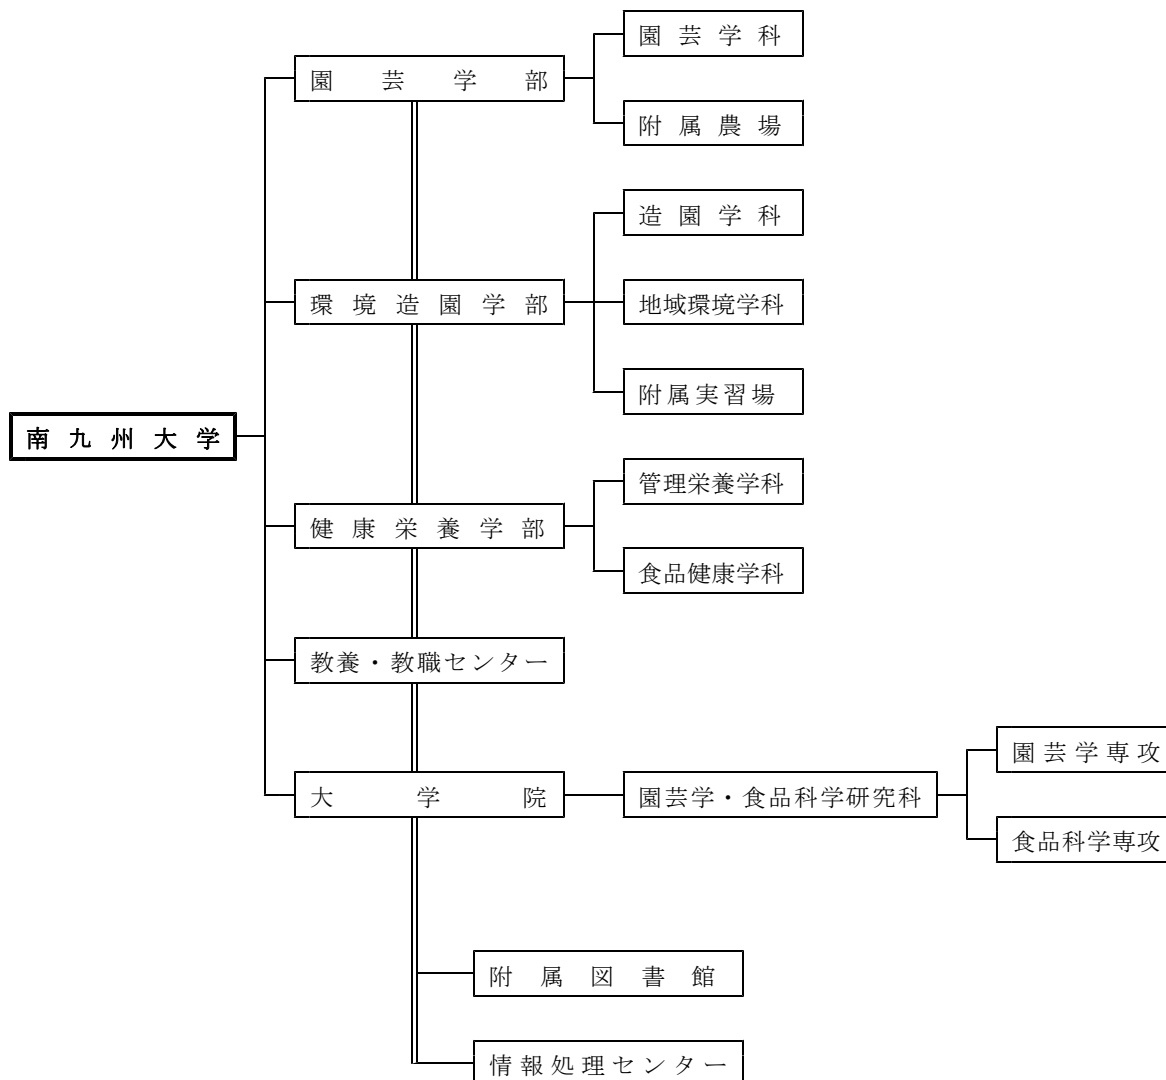 園芸学科
園芸学部
附属農場
造園学科
環境造園学部
地域環境学科
附属実習場
南九州大学
管理栄養学科
健康栄養学部
食品健康学科
教養・教職センター
園芸学専攻
大学院
園芸学・食品科学研究科
食品科学専攻
附属図書館
情報処理センター